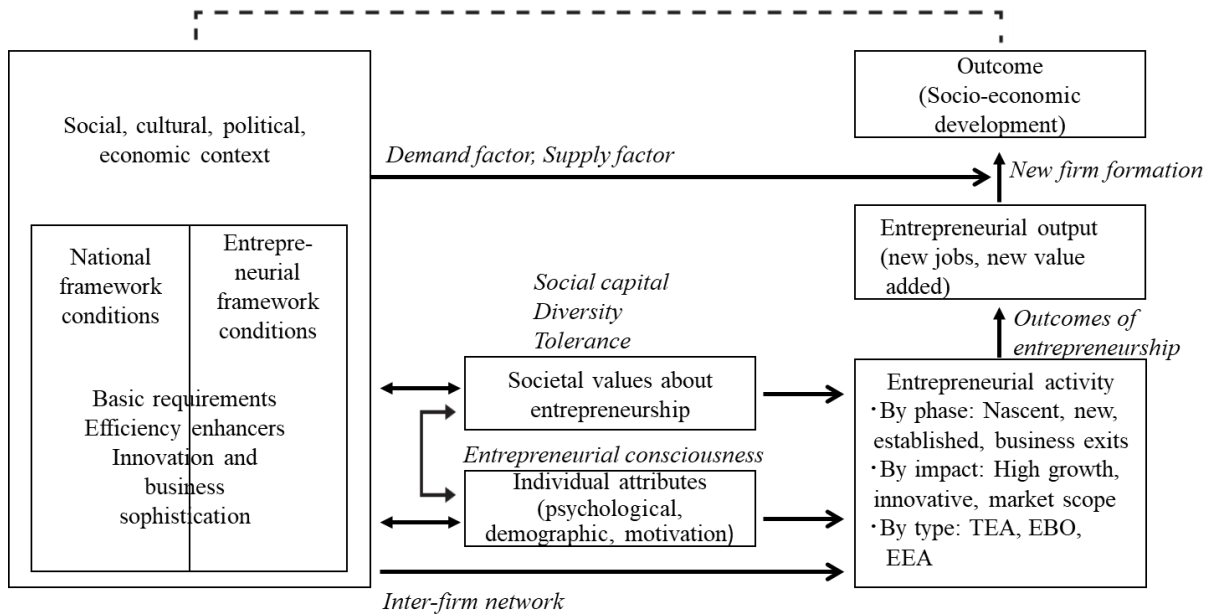 Social, cultural, political,
economic context
National
framework
conditions
Entrepre-
neurial
framework
conditions
Basic requirements
Efficiency enhancers
Innovation and
business
sophistication
Demand factor, Supply factor
Social capital
Diversity
Tolerance
Societal values about
entrepreneurship
Entrepreneurial consciousness
Individual attributes
(psychological,
demographic, motivation)
Inter-firm network
Outcome
(Socio-economic
development)
New firm formation
Entrepreneurial output
(new jobs, new value
added)
Outcomes of
entrepreneurship
Entrepreneurial activity
・By phase: Nascent, new,
established, business exits
・By impact: High growth,
innovative, market scope
・By type: TEA, EBO,
EEA